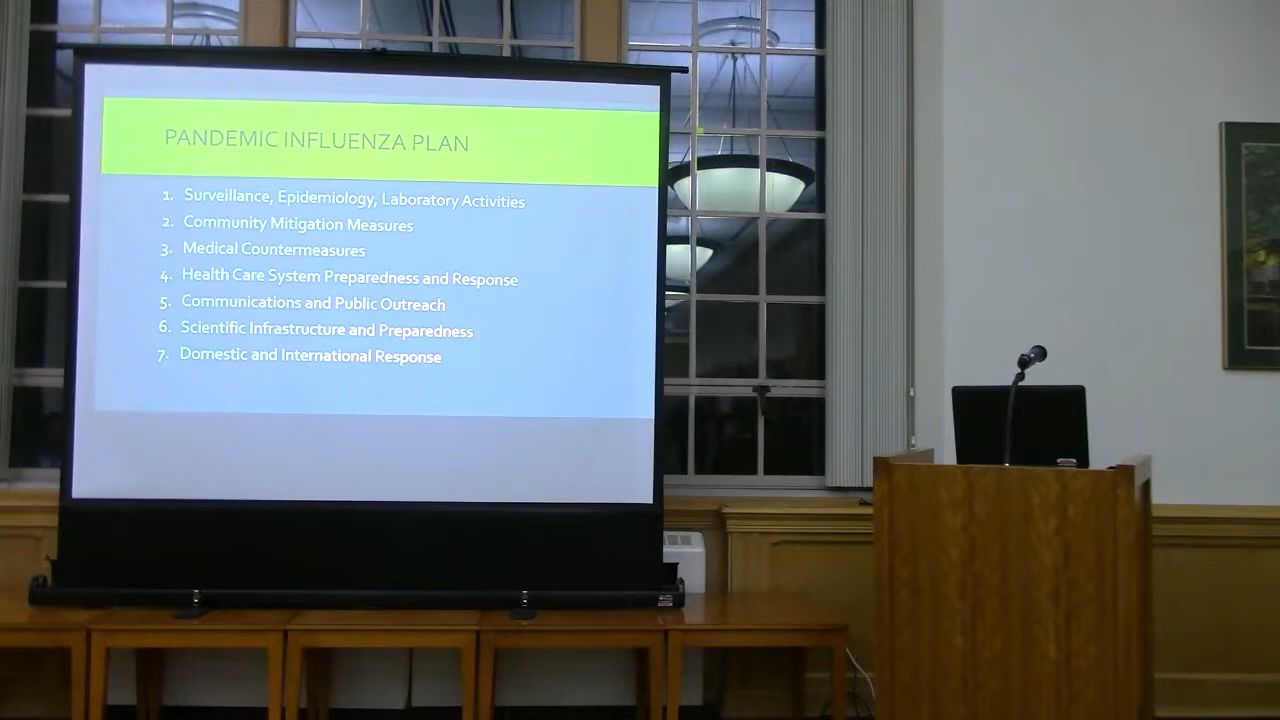 PANDEMIC INFLUENZA PLAN
1. Surveillance, Epidemiology, Laboratory Activities
2. Community Mitigation Measures
3. Medical Countermeasures
4. Health Care System Preparedness and Response
5. Communications and Public Outreach
6. Scientific Infrastructure and Preparedness
7. Domestic and International Response